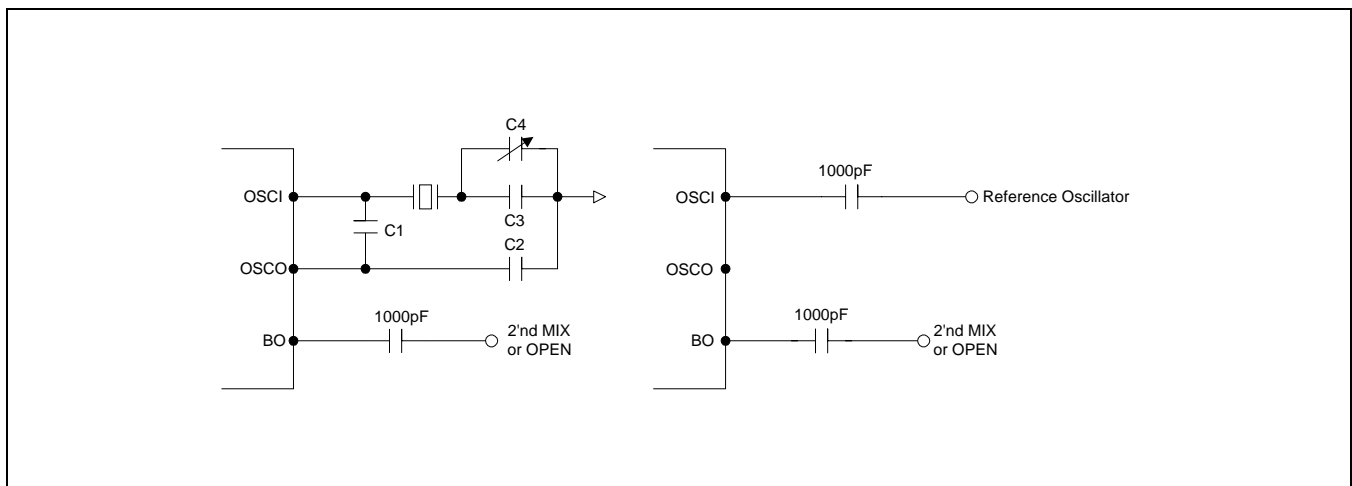 C4
OSCI
C3
C1
C2
OSCO
1000pF
BO
2'nd MIX
or OPEN
1000pF
OSCI
Reference Oscillator
OSCO
1000pF
BO
2'nd MIX
or OPEN